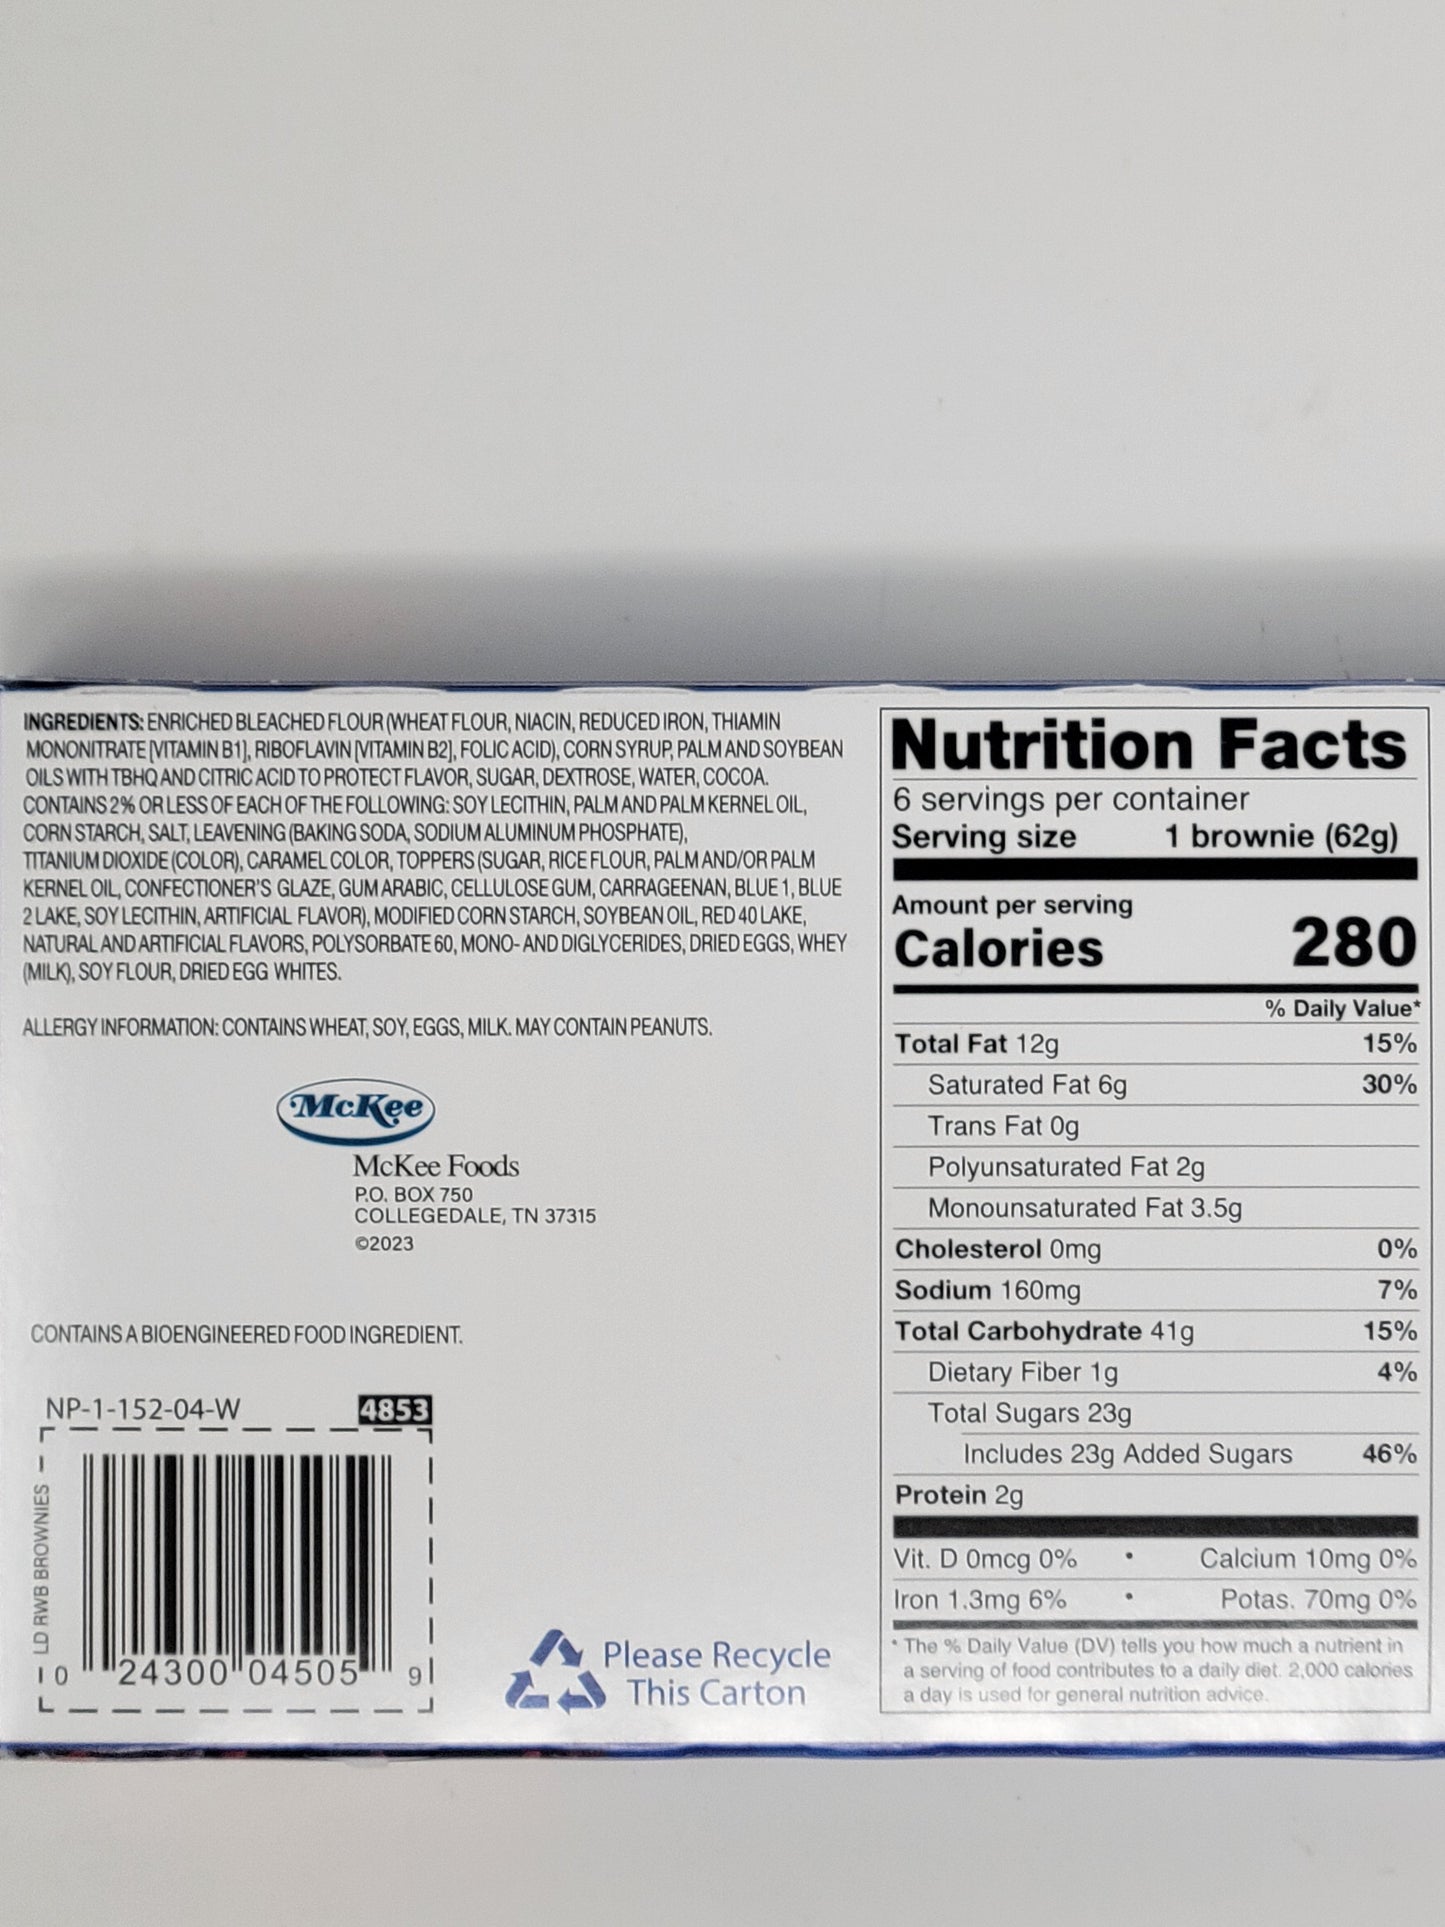 INGREDIENTS: ENRICHED BLEACHED FLOUR (WHEAT FLOUR, NIACIN, REDUCED IRON, THIAMIN
MONONITRATE [VITAMIN B1], RIBOFLAVIN [VITAMIN B2], FOLIC ACID), CORN SYRUP, PALM AND SOYBEAN
OILS WITH TBHQ AND CITRIC ACID TO PROTECT FLAVOR, SUGAR, DEXTROSE, WATER, COCOA.
CONTAINS 2% OR LESS OF EACH OF THE FOLLOWING: SOY LECITHIN, PALM AND PALM KERNEL OIL,
CORN STARCH, SALT, LEAVENING (BAKING SODA, SODIUM ALUMINUM PHOSPHATE),
TITANIUM DIOXIDE (COLOR), CARAMEL COLOR, TOPPERS (SUGAR, RICE FLOUR, PALM AND/OR PALM
KERNEL OIL, CONFECTIONER'S GLAZE, GUM ARABIC, CELLULOSE GUM, CARRAGEENAN, BLUE 1, BLUE
2 LAKE, SOY LECITHIN, ARTIFICIAL FLAVOR), MODIFIED CORN STARCH, SOYBEAN OIL, RED 40 LAKE,
NATURAL AND ARTIFICIAL FLAVORS, POLYSORBATE 60, MONO- AND DIGLYCERIDES, DRIED EGGS, WHEY
(MILK), SOY FLOUR, DRIED EGG WHITES.
ALLERGY INFORMATION: CONTAINS WHEAT, SOY, EGGS, MILK. MAY CONTAIN PEANUTS.
McKee
McKee Foods
P.O. BOX 750
COLLEGEDALE, TN 37315
©2023
CONTAINS A BIOENGINEERED FOOD INGREDIENT.
NP-1-152-04-W 4853
LD RWB BROWNIES
0 24300 04505 9
Please Recycle
This Carton
Nutrition Facts
6 servings per container
Serving size 1 brownie (62g)
Amount per serving
Calories 280
% Daily Value*
Total Fat 12g 15%
Saturated Fat 6g 30%
Trans Fat 0g
Polyunsaturated Fat 2g
Monounsaturated Fat 3.5g
Cholesterol 0mg 0%
Sodium 160mg 7%
Total Carbohydrate 41g 15%
Dietary Fiber 1g 4%
Total Sugars 23g
Includes 23g Added Sugars 46%
Protein 2g
Vit. D 0mcg 0% • Calcium 10mg 0%
Iron 1.3mg 6% • Potas. 70mg 0%
* The % Daily Value (DV) tells you how much a nutrient in
a serving of food contributes to a daily diet. 2,000 calories
a day is used for general nutrition advice.